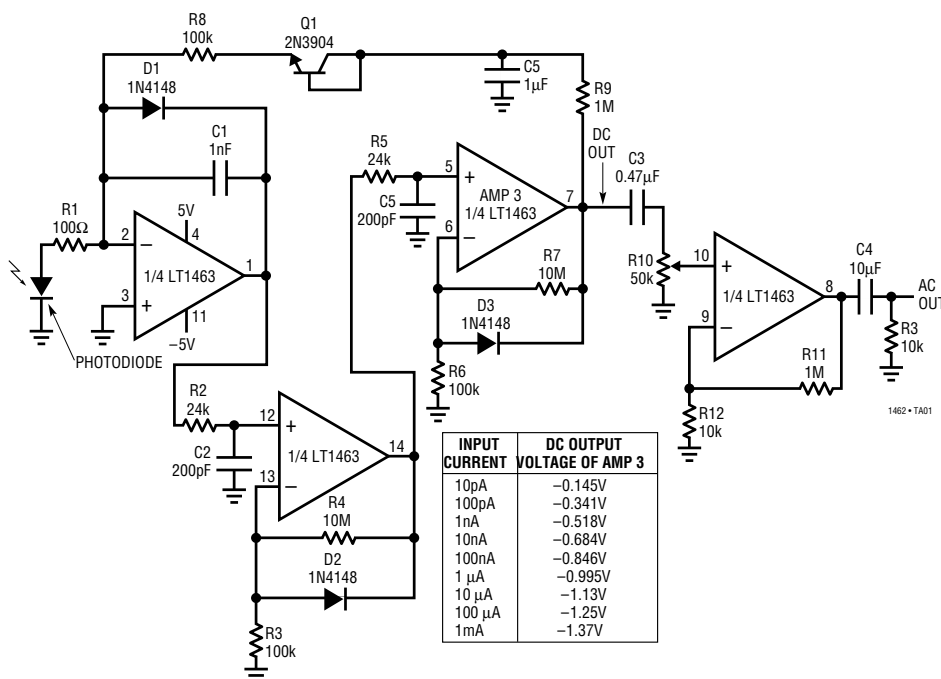 R8
100k
Q1
2N3904
D1
1N4148
C1
1nF
C5
1µF
R9
1M
R5
24k
C5
200pF
5
+
AMP 3
1/4 LT1463
7
6
−
DC
OUT
C3
0.47µF
R1
100Ω
5V
4
2
−
1/4 LT1463
1
3
+
11
−5V
PHOTODIODE
R7
10M
D3
1N4148
R6
100k
R10
50k
10
+
1/4 LT1463
8
9
−
C4
10µF
AC
OUT
R3
10k
R11
1M
R12
10k
1462 • TA01
R2
24k
C2
200pF
12
+
1/4 LT1463
14
13
−
R4
10M
D2
1N4148
R3
100k
INPUT CURRENT DC OUTPUT VOLTAGE OF AMP 3
10pA −0.145V
100pA −0.341V
1nA −0.518V
10nA −0.684V
100nA −0.846V
1 µA −0.995V
10 µA −1.13V
100 µA −1.25V
1mA −1.37V